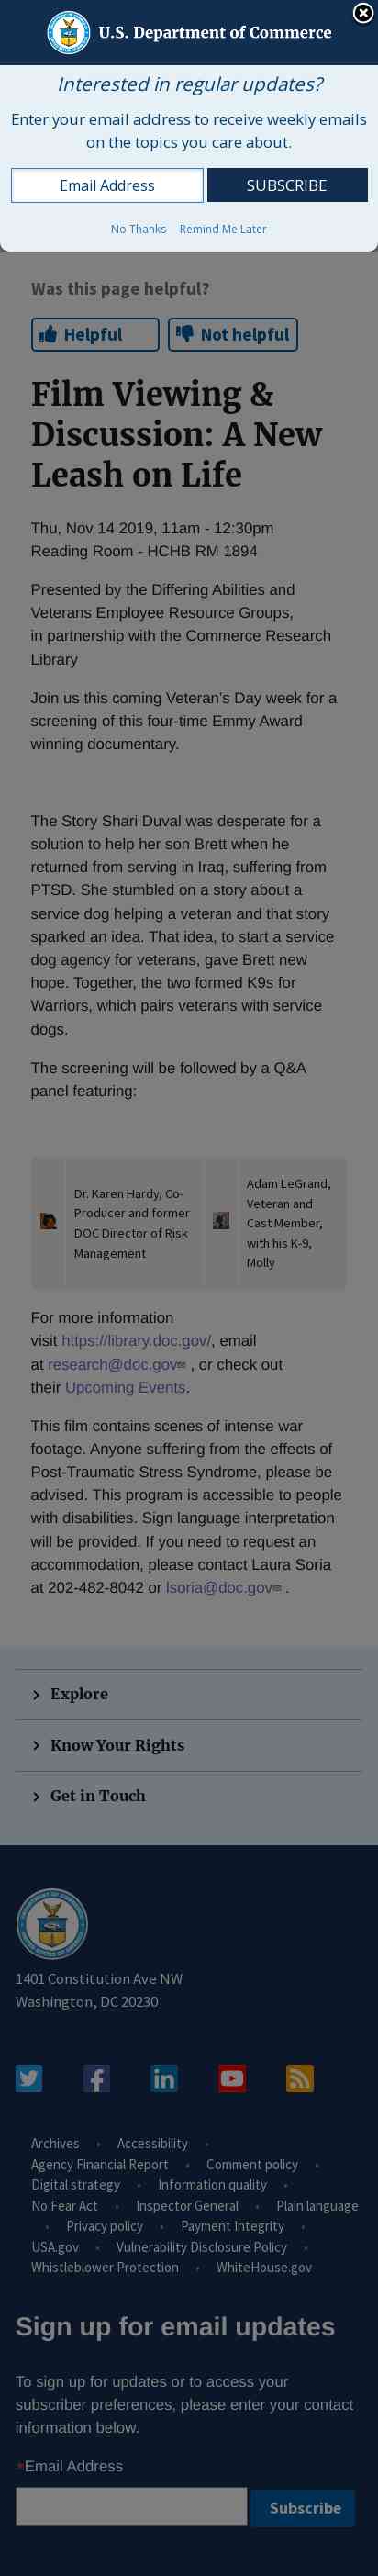 U.S. Department of Commerce
Interested in regular updates?
Enter your email address to receive weekly emails
on the topics you care about.
Email Address
SUBSCRIBE
No Thanks Remind Me Later
Was this page helpful?
Helpful
Not helpful
Film Viewing &
Discussion: A New
Leash on Life
Thu, Nov 14 2019, 11am - 12:30pm
Reading Room - HCHB RM 1894
Presented by the Differing Abilities and
Veterans Employee Resource Groups,
in partnership with the Commerce Research
Library
Join us this coming Veteran's Day week for a
screening of this four-time Emmy Award
winning documentary.
The Story Shari Duval was desperate for a
solution to help her son Brett when he
returned from serving in Iraq, suffering from
PTSD. She stumbled on a story about a
service dog helping a veteran and that story
sparked an idea. That idea, to start a service
dog agency for veterans, gave Brett new
hope. Together, the two formed K9s for
Warriors, which pairs veterans with service
dogs.
The screening will be followed by a Q&A
panel featuring:
Dr. Karen Hardy, Co-
Producer and former
DOC Director of Risk
Management
Adam LeGrand,
Veteran and
Cast Member,
with his K-9,
Molly
For more information
visit https://library.doc.gov/, email
at research@doc.gov , or check out
their Upcoming Events.
This film contains scenes of intense war
footage. Anyone suffering from the effects of
Post-Traumatic Stress Syndrome, please be
advised. This program is accessible to people
with disabilities. Sign language interpretation
will be provided. If you need to request an
accommodation, please contact Laura Soria
at 202-482-8042 or lsoria@doc.gov .
Explore
Know Your Rights
Get in Touch
1401 Constitution Ave NW
Washington, DC 20230
Archives • Accessibility •
Agency Financial Report • Comment policy •
Digital strategy • Information quality •
No Fear Act • Inspector General • Plain language
• Privacy policy • Payment Integrity •
USA.gov • Vulnerability Disclosure Policy •
Whistleblower Protection • WhiteHouse.gov
Sign up for email updates
To sign up for updates or to access your
subscriber preferences, please enter your contact
information below.
*Email Address
Subscribe